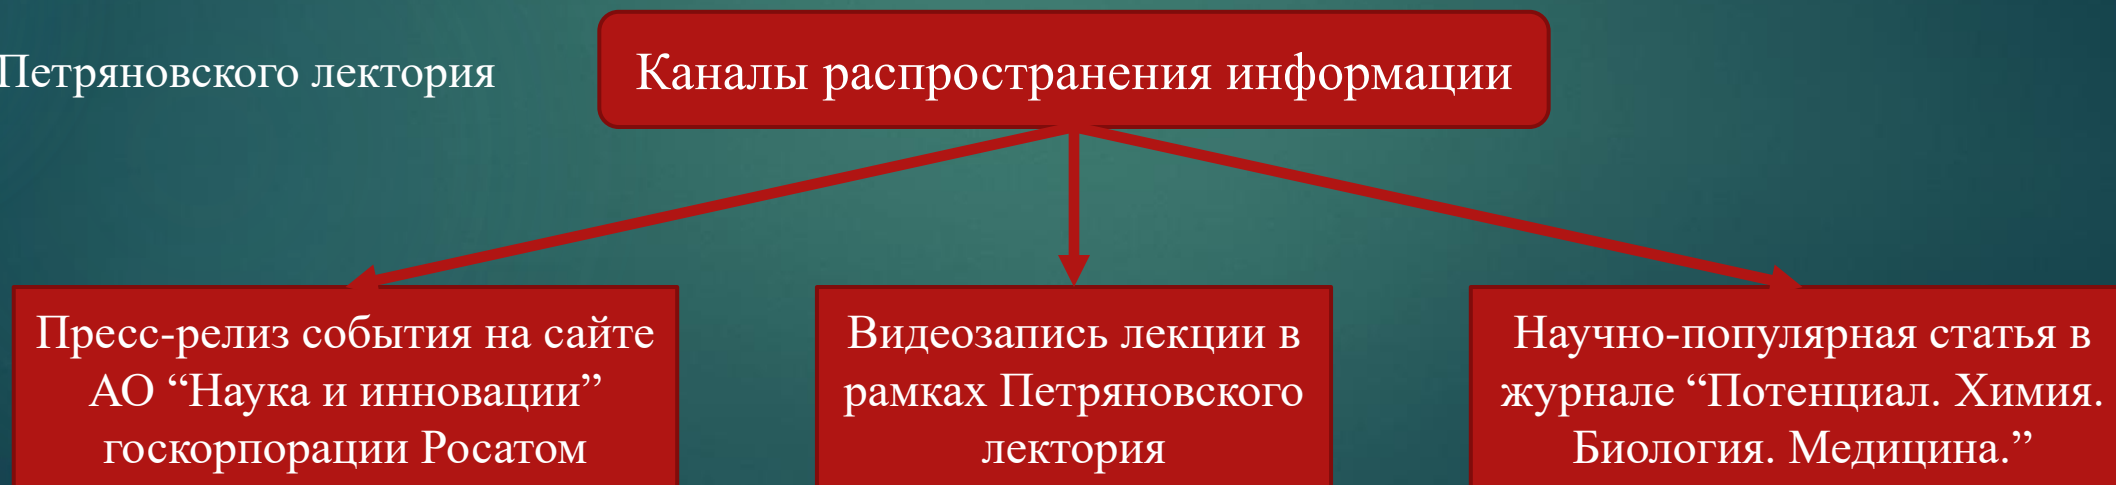 Петряновского лектория
Каналы распространения информации
Пресс-релиз события на сайте
АО “Наука и инновации”
госкорпорации Росатом
Видеозапись лекции в
рамках Петряновского
лектория
Научно-популярная статья в
журнале “Потенциал. Химия.
Биология. Медицина.”